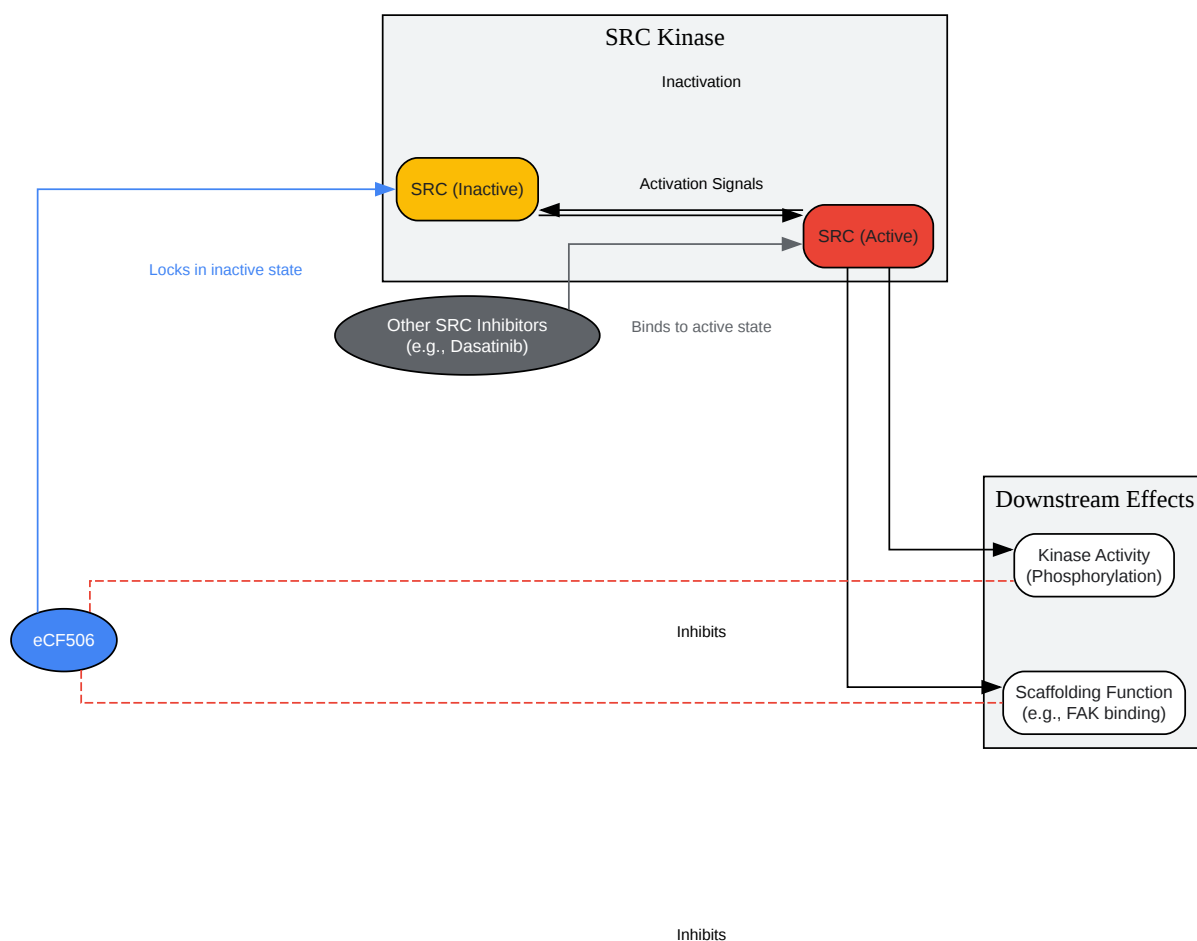 SRC Kinase
Inactivation
Activation Signals
SRC (Inactive)
SRC (Active)
Locks in inactive state
Other SRC Inhibitors
(e.g., Dasatinib)
Binds to active state
Downstream Effects
Kinase Activity
(Phosphorylation)
eCF506
Inhibits
Scaffolding Function
(e.g., FAK binding)
Inhibits